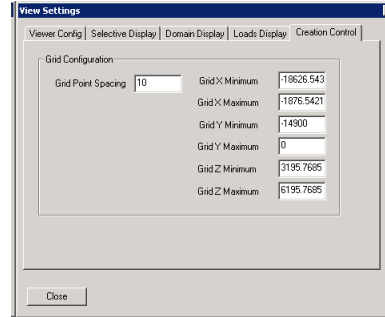 View Settings
Viewer Config Selective Display Domain Display Loads Display Creation Control
Grid Configuration
Grid Point Spacing 10 Grid X Minimum -18626.543
Grid X Maximum -1876.5421
Grid Y Minimum -14900
Grid Y Maximum 0
Grid Z Minimum 3195.7685
Grid Z Maximum 6195.7685
Close